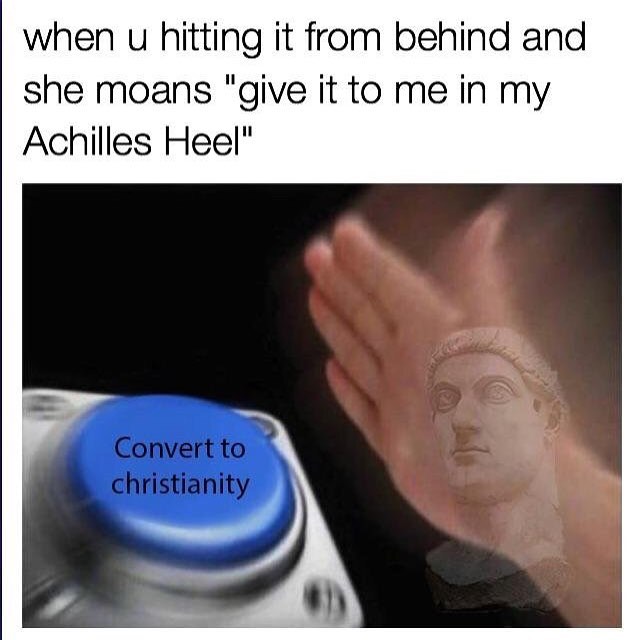 when u hitting it from behind and
she moans "give it to me in my
Achilles Heel"
Convert to
christianity